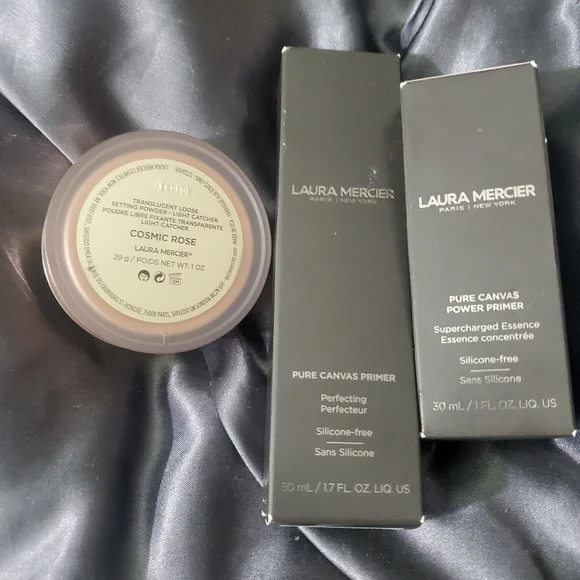 TRANSLUCENT LOOSE
SETTING POWDER - LIGHT CATCHER
POUDRE LIBRE FIXANTE TRANSPARENTE
LIGHT CATCHER
COSMIC ROSE
LAURA MERCIER®
29 g / POIDS NET WT. 1 OZ.
12M
LAURA MERCIER
PARIS | NEW YORK
PURE CANVAS PRIMER
Perfecting
Perfecteur
Silicone-free
Sans Silicone
50 mL / 1.7 FL. OZ. LIQ. US
LAURA MERCIER
PARIS | NEW YORK
PURE CANVAS
POWER PRIMER
Supercharged Essence
Essence concentrée
Silicone-free
Sans Silicone
30 mL / 1 FL. OZ. LIQ. US